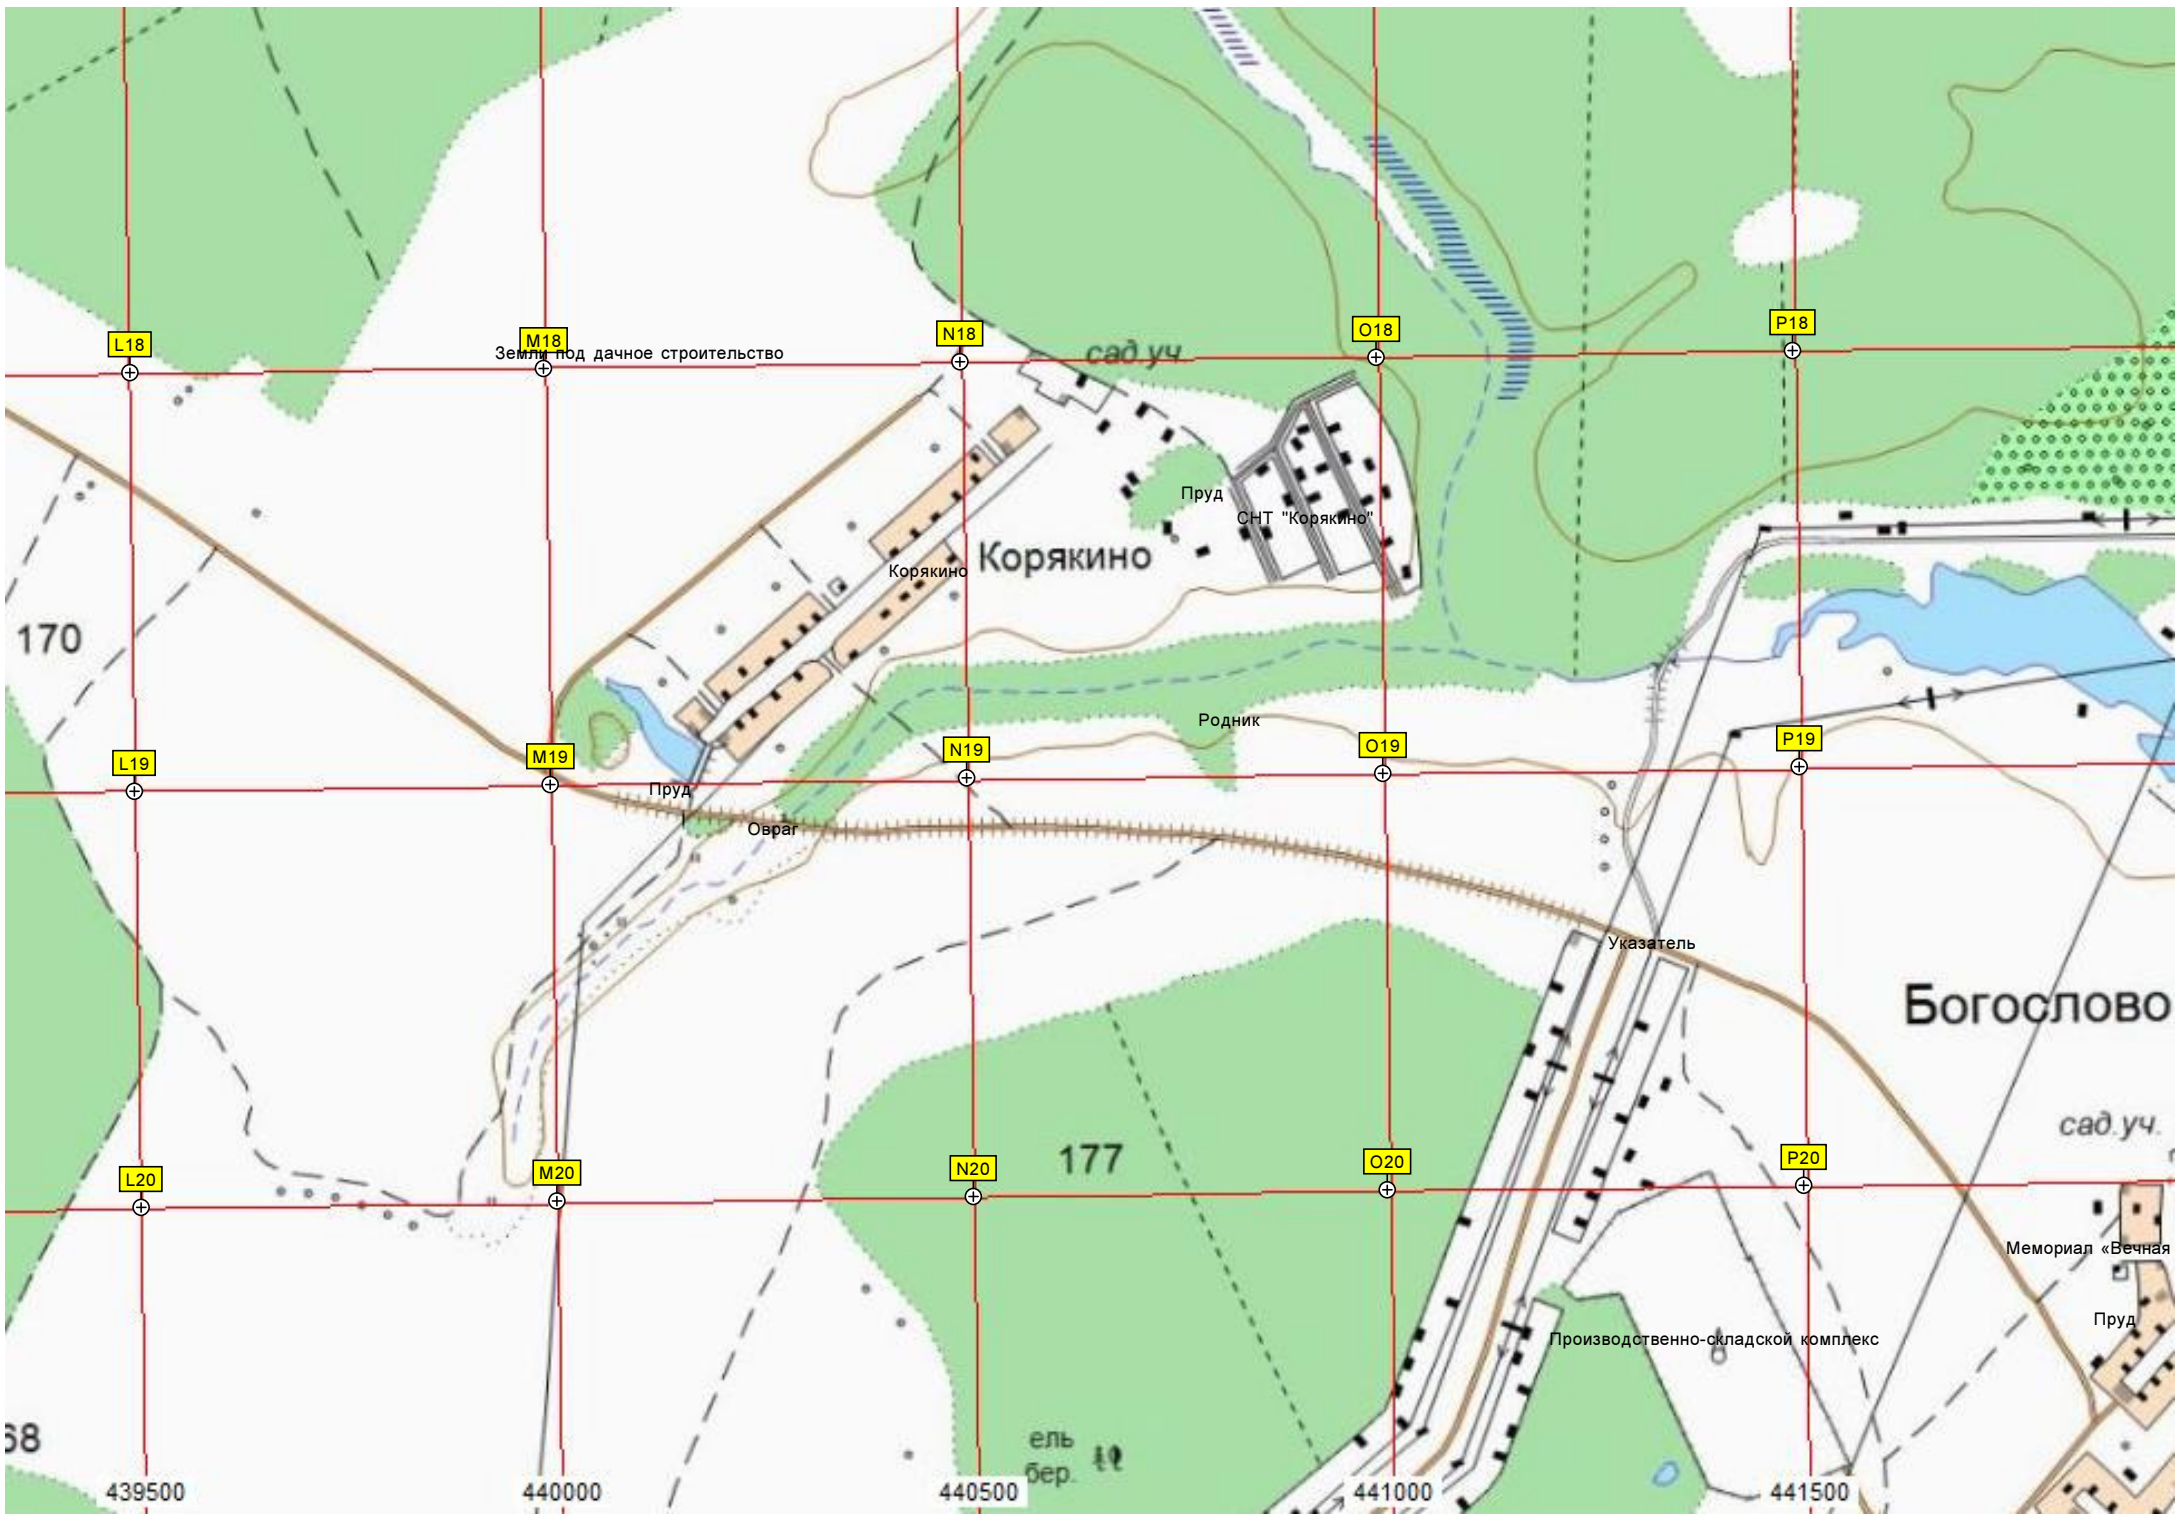 P18
O18
N18
M18
L18
Земли под дачное строительство
сад.уч.
Пруд
СНТ "Корякино"
Корякино
Корякино
170
Родник
P19
O19
N19
M19
L19
Пруд
Овраг
Указатель
Богослово
сад.уч.
177
P20
O20
N20
M20
L20
Мемориал «Вечная
Пруд
Производственно-складской комплекс
68
ель
бер.
439500
440000
440500
441000
441500